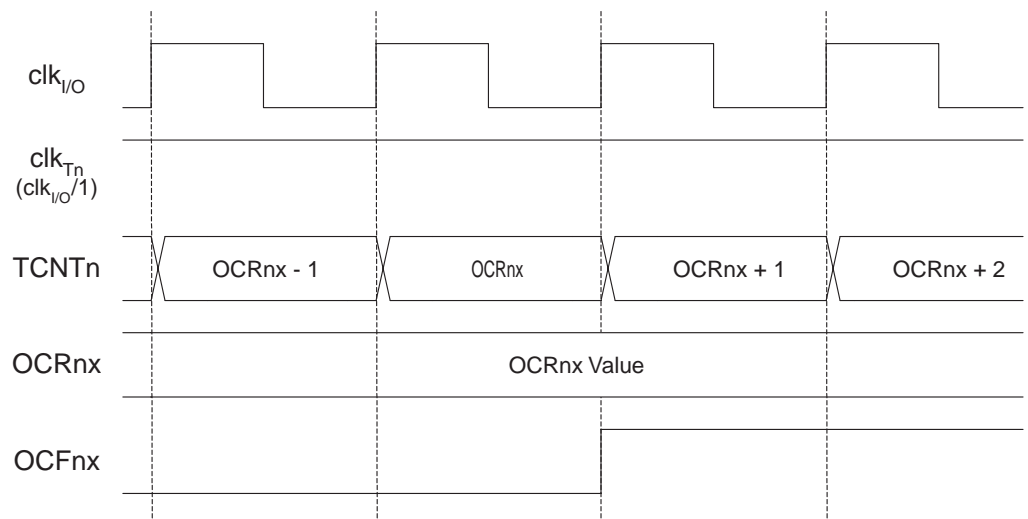 clkI/O
clkTn
(clkI/O/1)
TCNTn OCRnx - 1 OCRnx OCRnx + 1 OCRnx + 2
OCRnx OCRnx Value
OCFnx